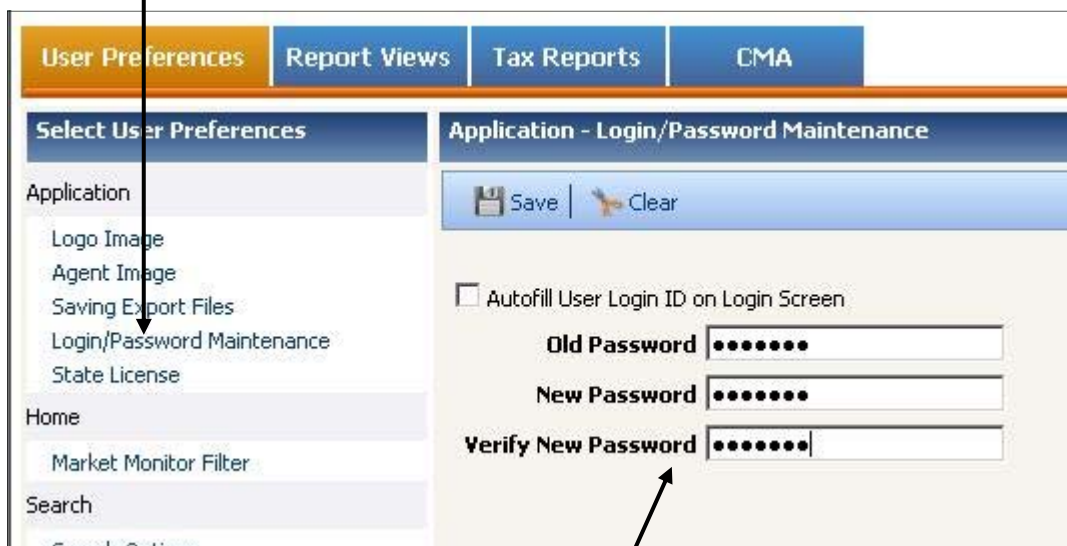 User Preferences Report Views Tax Reports CMA
Select User Preferences
Application
Logo Image
Agent Image
Saving Export Files
Login/Password Maintenance
State License
Home
Market Monitor Filter
Search
Application - Login/Password Maintenance
Save | Clear
Autofill User Login ID on Login Screen
Old Password •••••••
New Password •••••••
Verify New Password •••••••